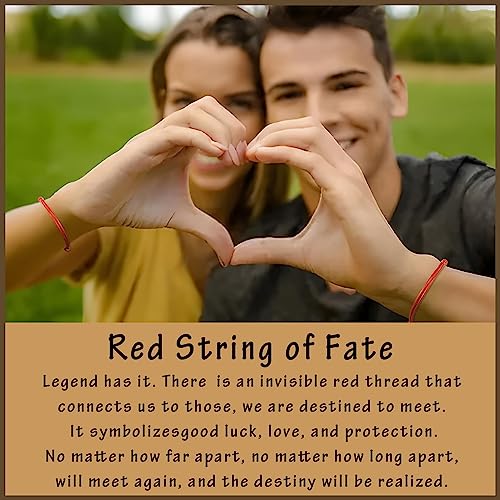 Red String of Fate
Legend has it. There is an invisible red thread that
connects us to those, we are destined to meet.
It symbolizesgood luck, love, and protection.
No matter how far apart, no matter how long apart,
will meet again, and the destiny will be realized.